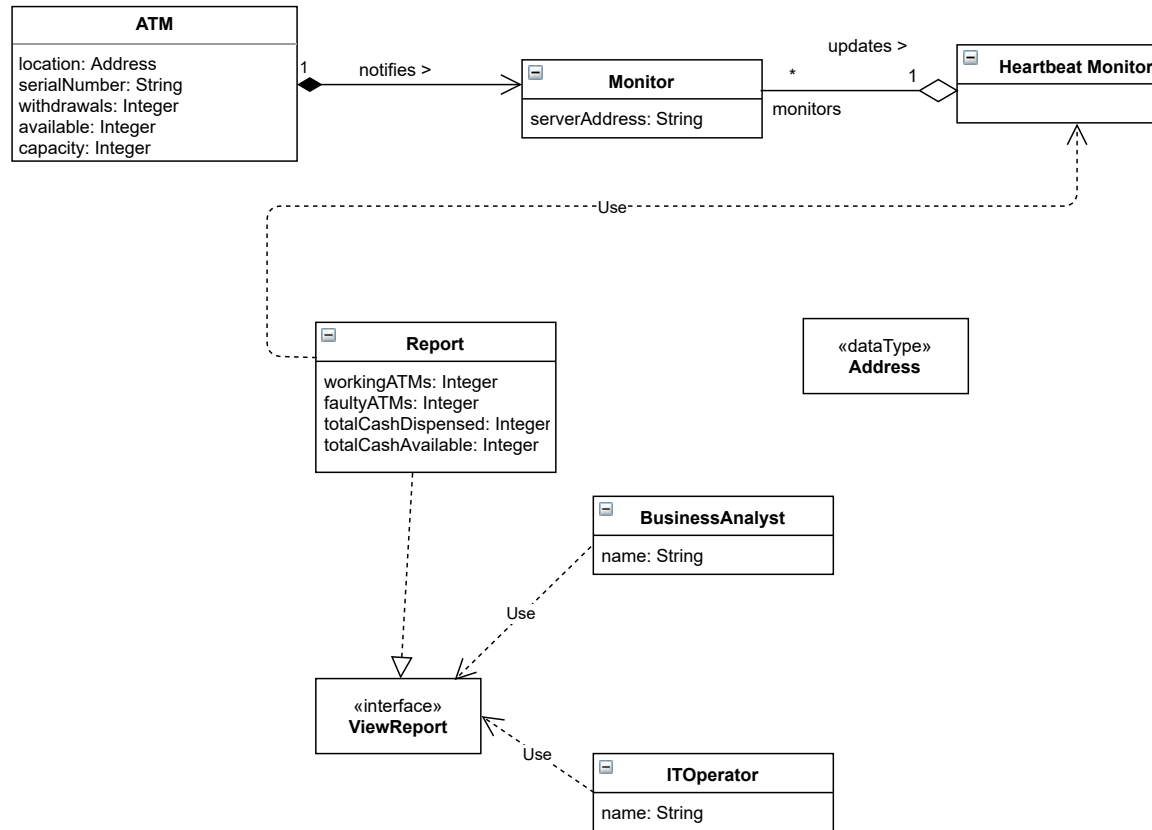 ATM
location: Address
serialNumber: String
withdrawals: Integer
available: Integer
capacity: Integer
1
notifies >
Monitor
serverAddress: String
updates >
*
1
monitors
Heartbeat Monitor
Use
Report
workingATMs: Integer
faultyATMs: Integer
totalCashDispensed: Integer
totalCashAvailable: Integer
«dataType»
Address
BusinessAnalyst
name: String
Use
«interface»
ViewReport
Use
ITOperator
name: String